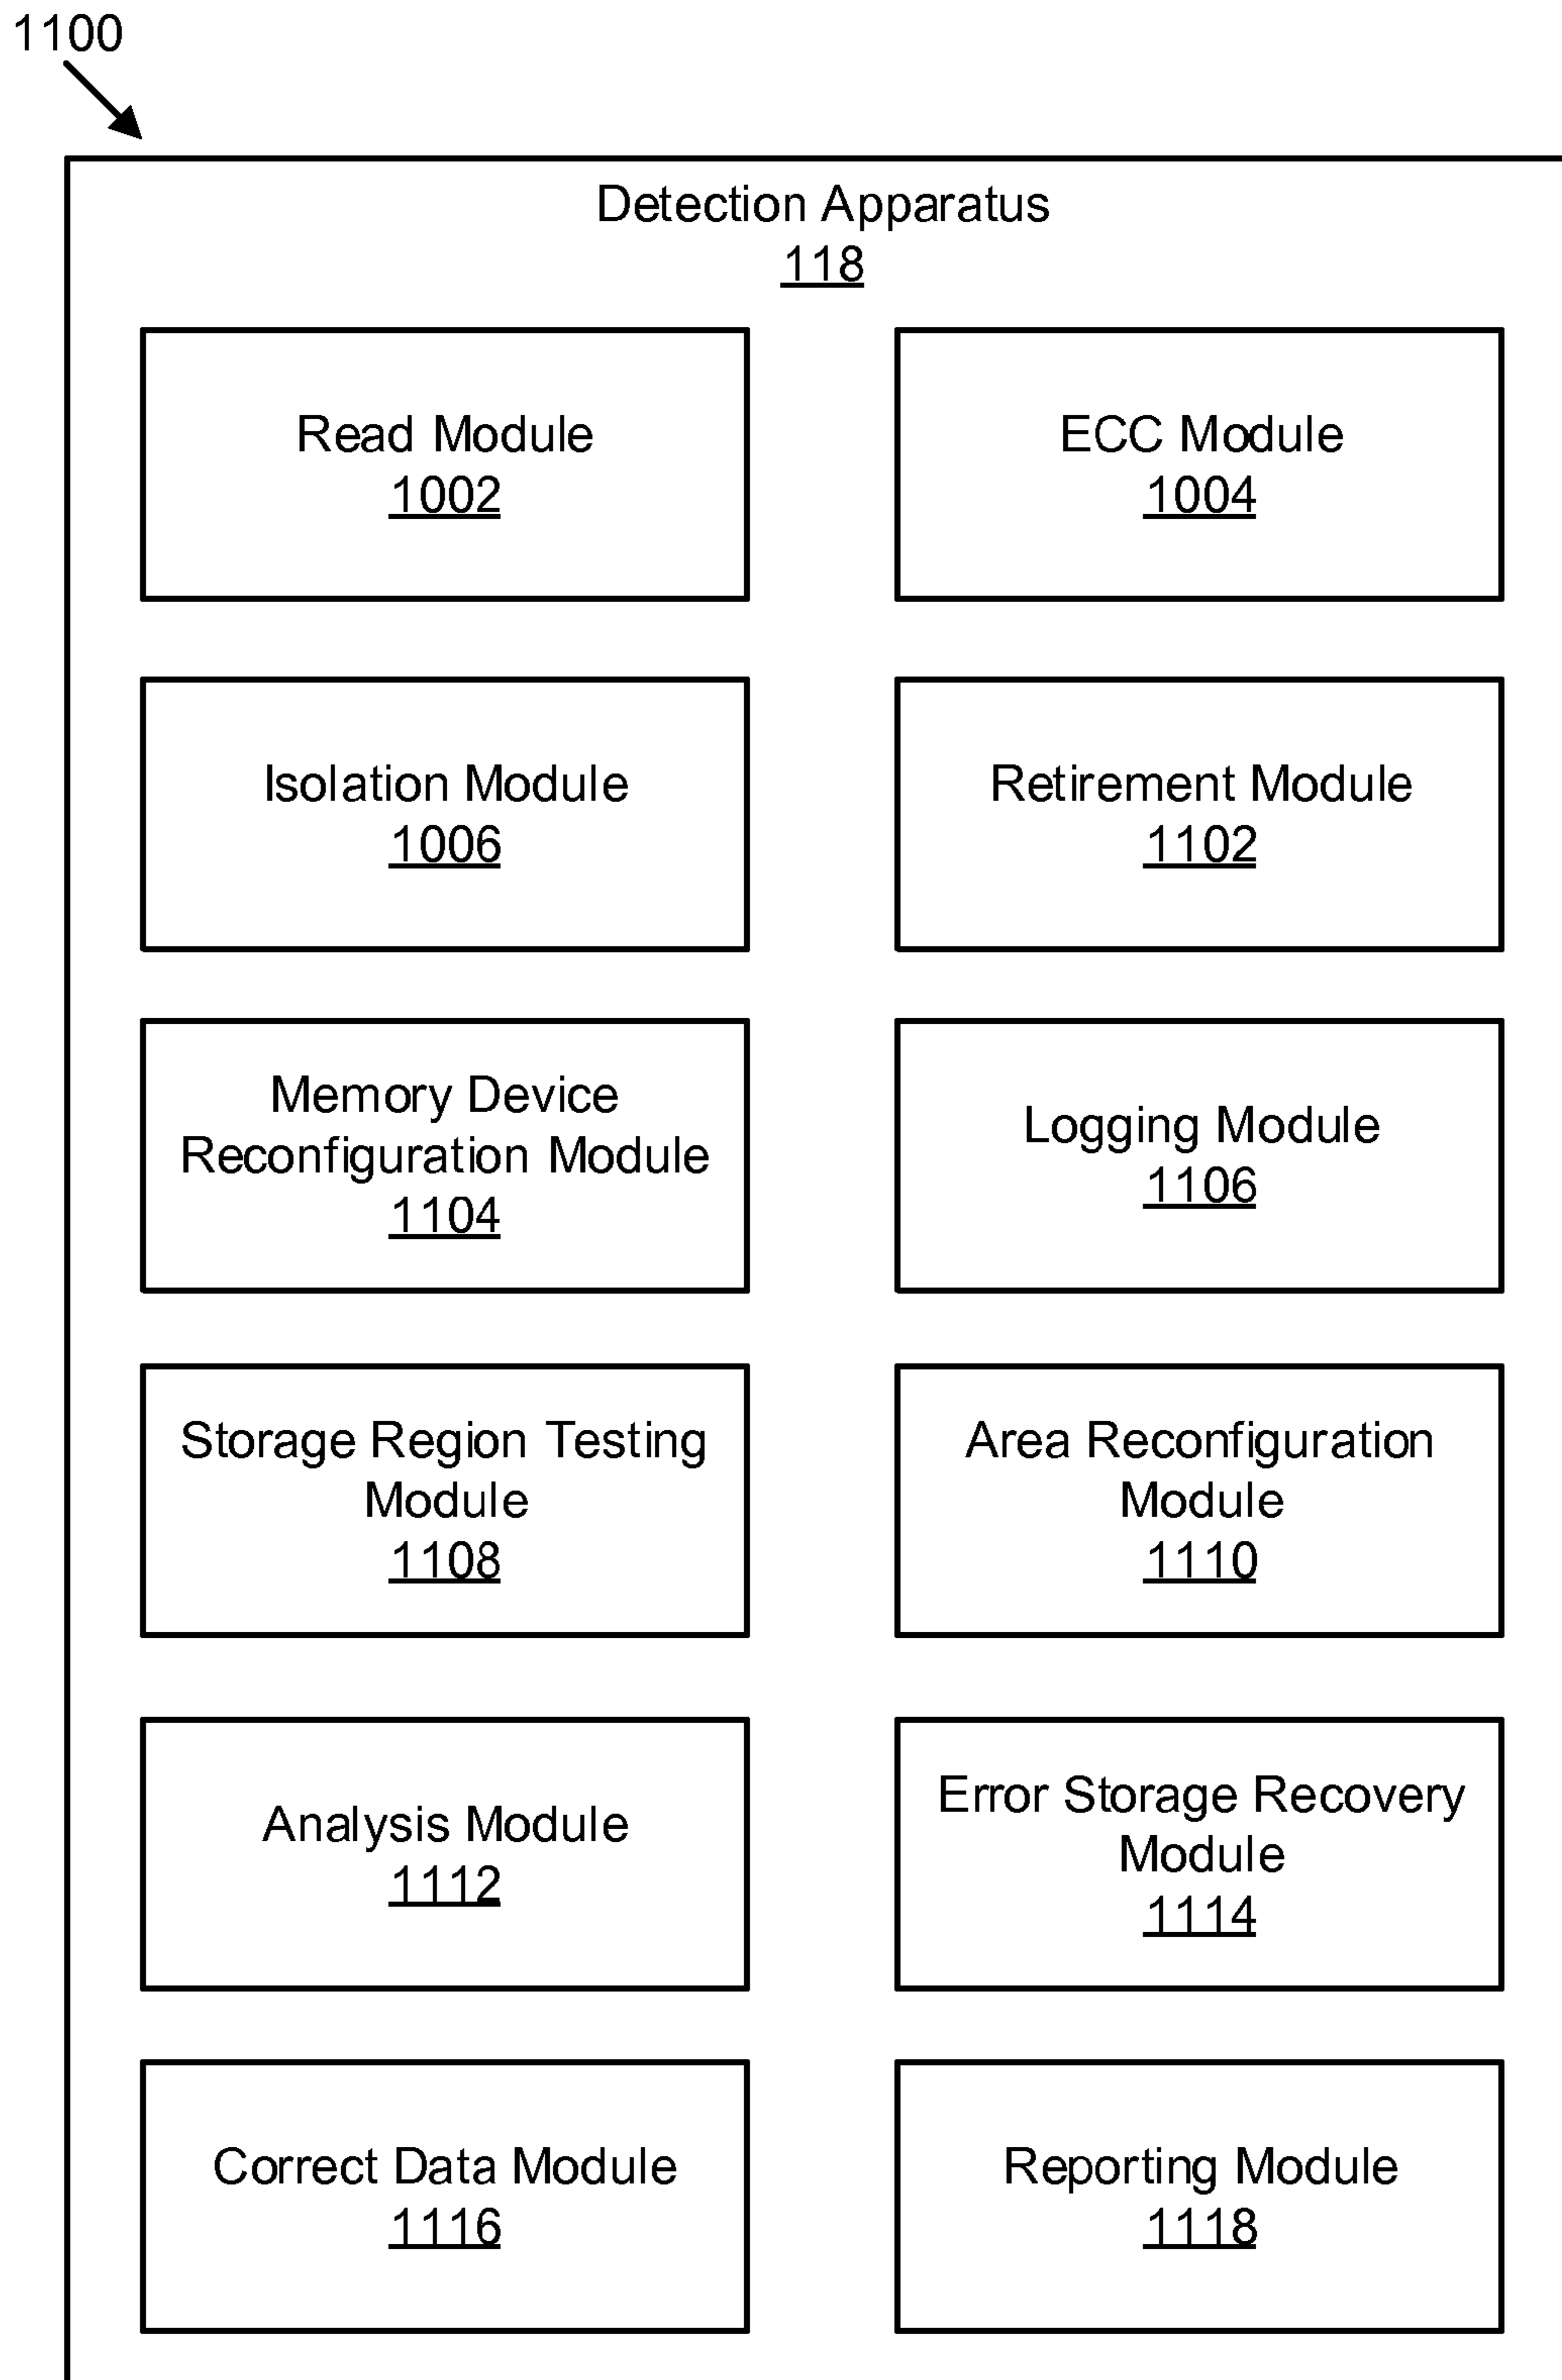 1100
Detection Apparatus
118
Read Module
1002
ECC Module
1004
Isolation Module
1006
Retirement Module
1102
Memory Device
Reconfiguration Module
1104
Logging Module
1106
Storage Region Testing
Module
1108
Area Reconfiguration
Module
1110
Analysis Module
1112
Error Storage Recovery
Module
1114
Correct Data Module
1116
Reporting Module
1118